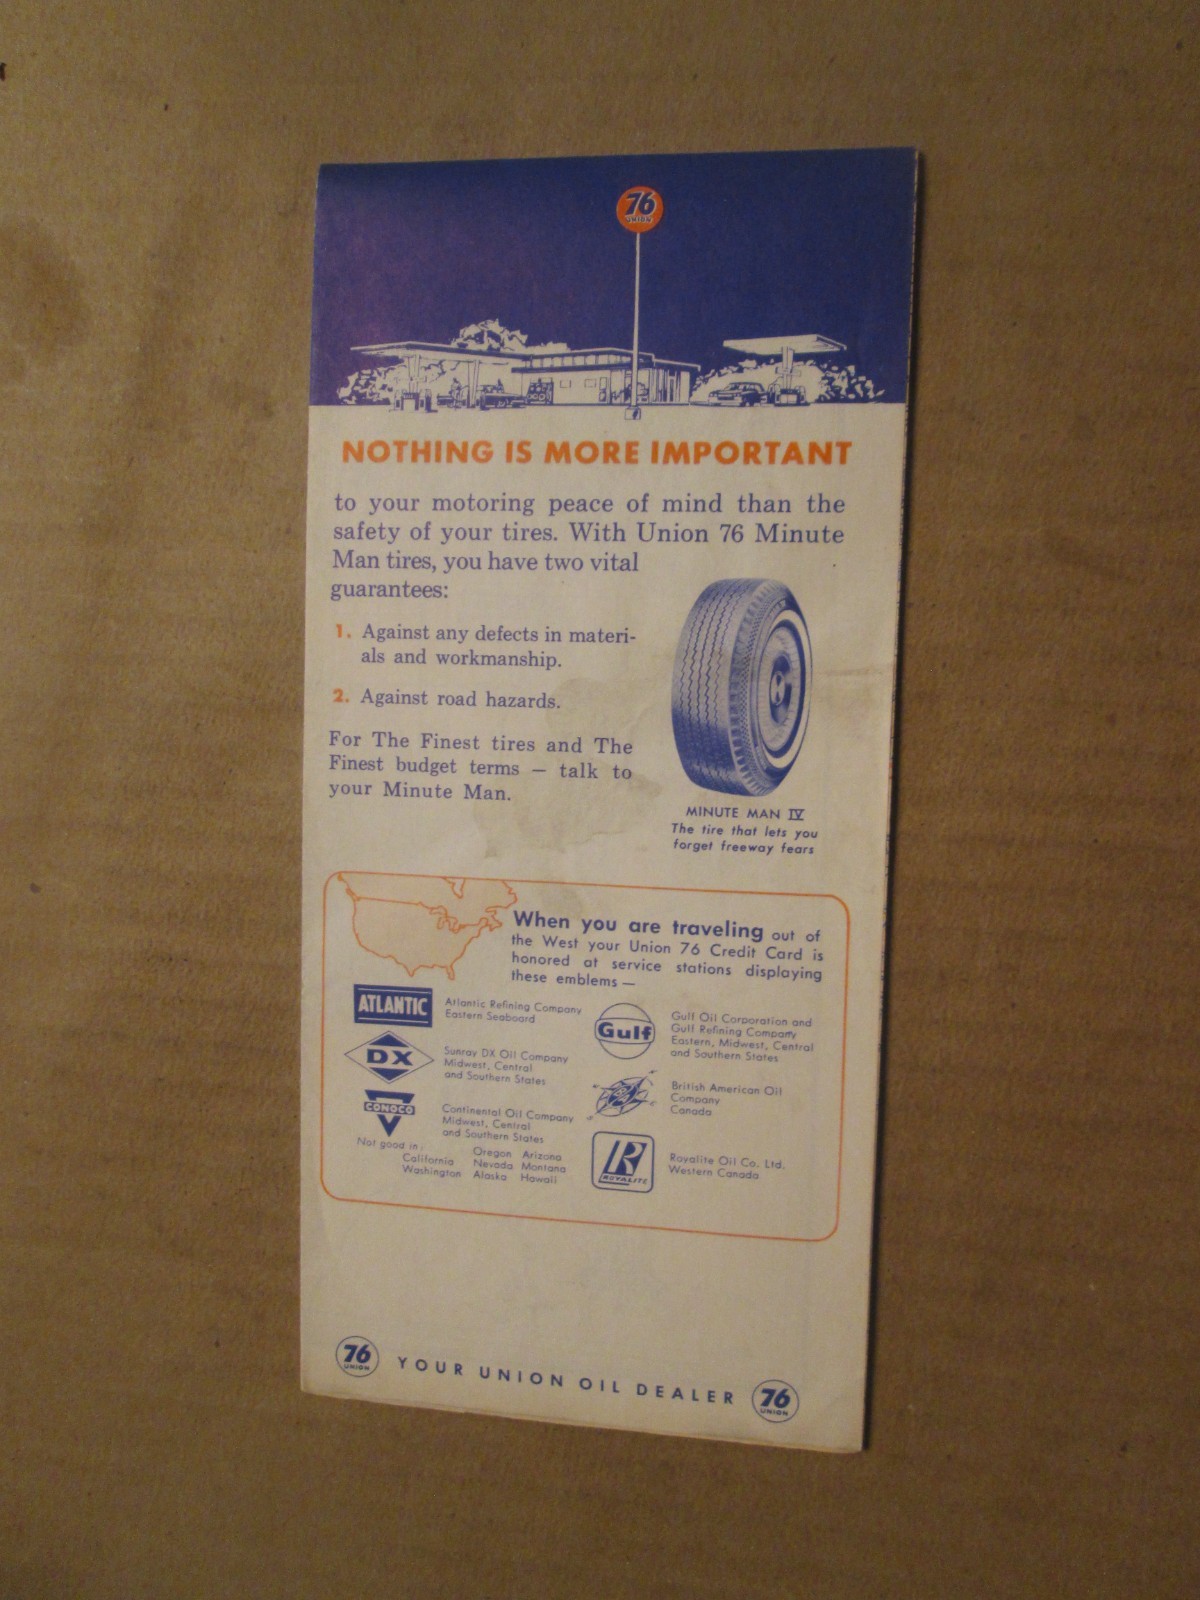 76
UNION
NOTHING IS MORE IMPORTANT
to your motoring peace of mind than the
safety of your tires. With Union 76 Minute
Man tires, you have two vital
guarantees:
1. Against any defects in materi-
als and workmanship.
2. Against road hazards.
For The Finest tires and The
Finest budget terms — talk to
your Minute Man.
MINUTE MAN IV
The tire that lets you
forget freeway fears
When you are traveling out of
the West your Union 76 Credit Card is
honored at service stations displaying
these emblems —
ATLANTIC
Atlantic Refining Company
Eastern Seaboard
DX
Sunray DX Oil Company
Midwest, Central
and Southern States
CONOCO
Continental Oil Company
Midwest, Central
and Southern States
Not good in:
California Oregon Arizona
Washington Nevada Montana
Alaska Hawaii
Gulf
Gulf Oil Corporation and
Gulf Refining Company
Eastern, Midwest, Central
and Southern States
British American Oil
Company
Canada
R
ROYALITE
Royalite Oil Co. Ltd.
Western Canada
76
UNION
YOUR UNION OIL DEALER
76
UNION